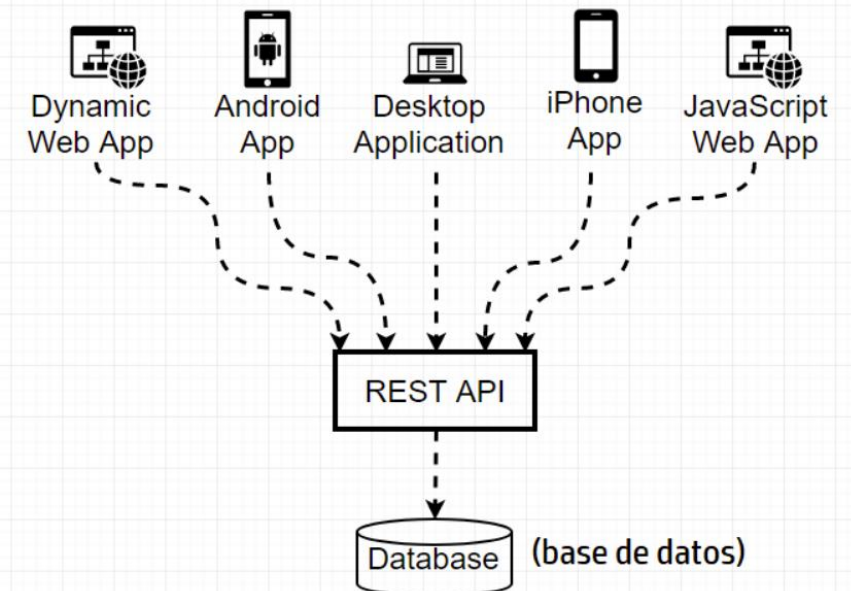 Dynamic
Web App
Android
App
Desktop
Application
iPhone
App
JavaScript
Web App
REST API
Database
(base de datos)